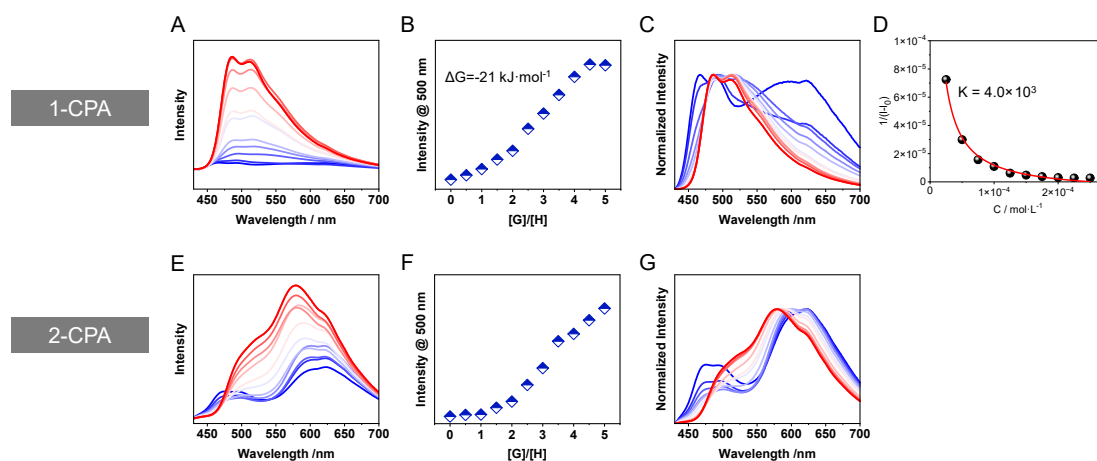 A
B
C
D
1-CPA
Intensity
450 500 550 600 650 700
Wavelength / nm
Intensity @ 500 nm
ΔG=-21 kJ·mol⁻¹
0 1 2 3 4 5
[G]/[H]
Normalized Intensity
450 500 550 600 650 700
Wavelength / nm
1/(I-I₀)
1×10⁻⁴
8×10⁻⁵
6×10⁻⁵
4×10⁻⁵
2×10⁻⁵
0
K = 4.0×10³
0 1×10⁻⁴ 2×10⁻⁴
C / mol·L⁻¹
E
F
G
2-CPA
Intensity
450 500 550 600 650 700
Wavelength /nm
Intensity @ 500 nm
0 1 2 3 4 5
[G]/[H]
Normalized Intensity
450 500 550 600 650 700
Wavelength /nm